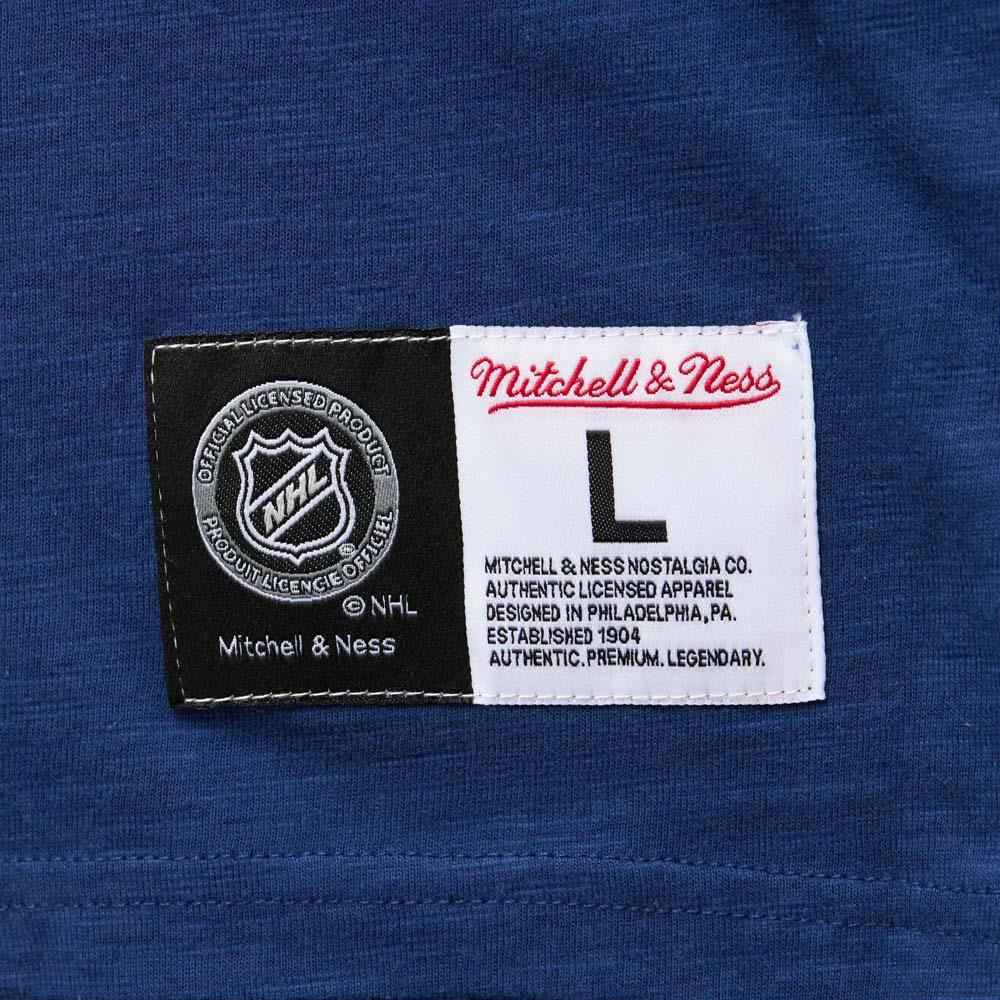 OFFICIAL LICENSED PRODUCT
NHL
®
PRODUIT LICENCIE OFFICIEL
© NHL
Mitchell & Ness
Mitchell & Ness
L
MITCHELL & NESS NOSTALGIA CO.
AUTHENTIC LICENSED APPAREL
DESIGNED IN PHILADELPHIA, PA.
ESTABLISHED 1904
AUTHENTIC. PREMIUM. LEGENDARY.